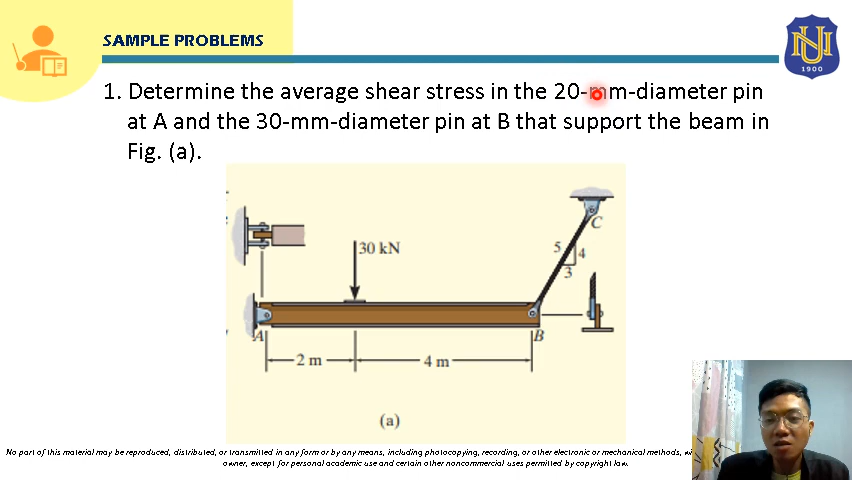 SAMPLE PROBLEMS
NU
1900
1. Determine the average shear stress in the 20-mm-diameter pin
at A and the 30-mm-diameter pin at B that support the beam in
Fig. (a).
C
30 kN
5
4
3
A
B
2 m
4 m
(a)
No part of this material may be reproduced, distributed, or transmitted in any form or by any means, including photocopying, recording, or other electronic or mechanical methods,
owner, except for personal academic use and certain other noncommercial uses permitted by copyright law.